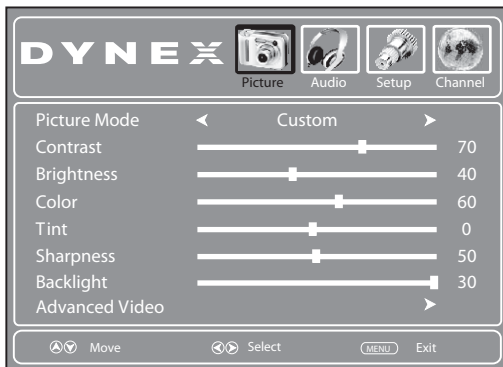 DYNEX
Picture Audio Setup Channel
Picture Mode Custom
Contrast 70
Brightness 40
Color 60
Tint 0
Sharpness 50
Backlight 30
Advanced Video
Move Select MENU Exit